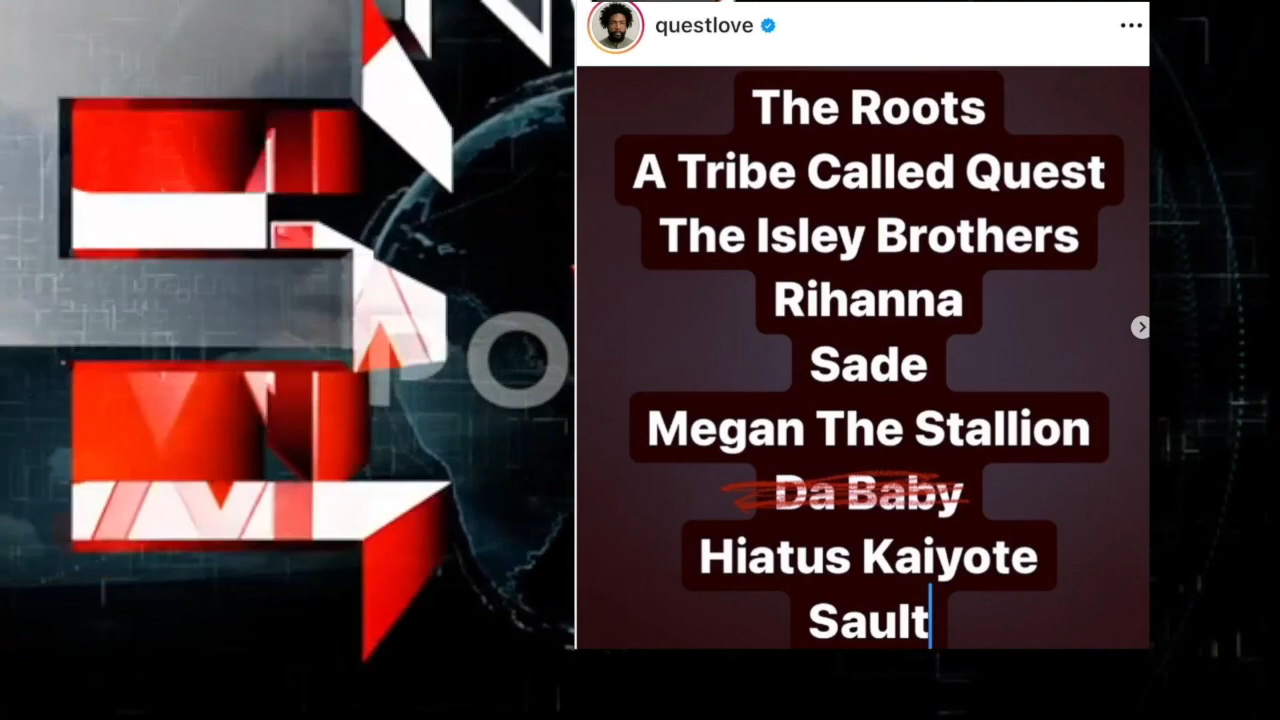 questlove
The Roots
A Tribe Called Quest
The Isley Brothers
Rihanna
Sade
Megan The Stallion
Da Baby
Hiatus Kaiyote
Sault